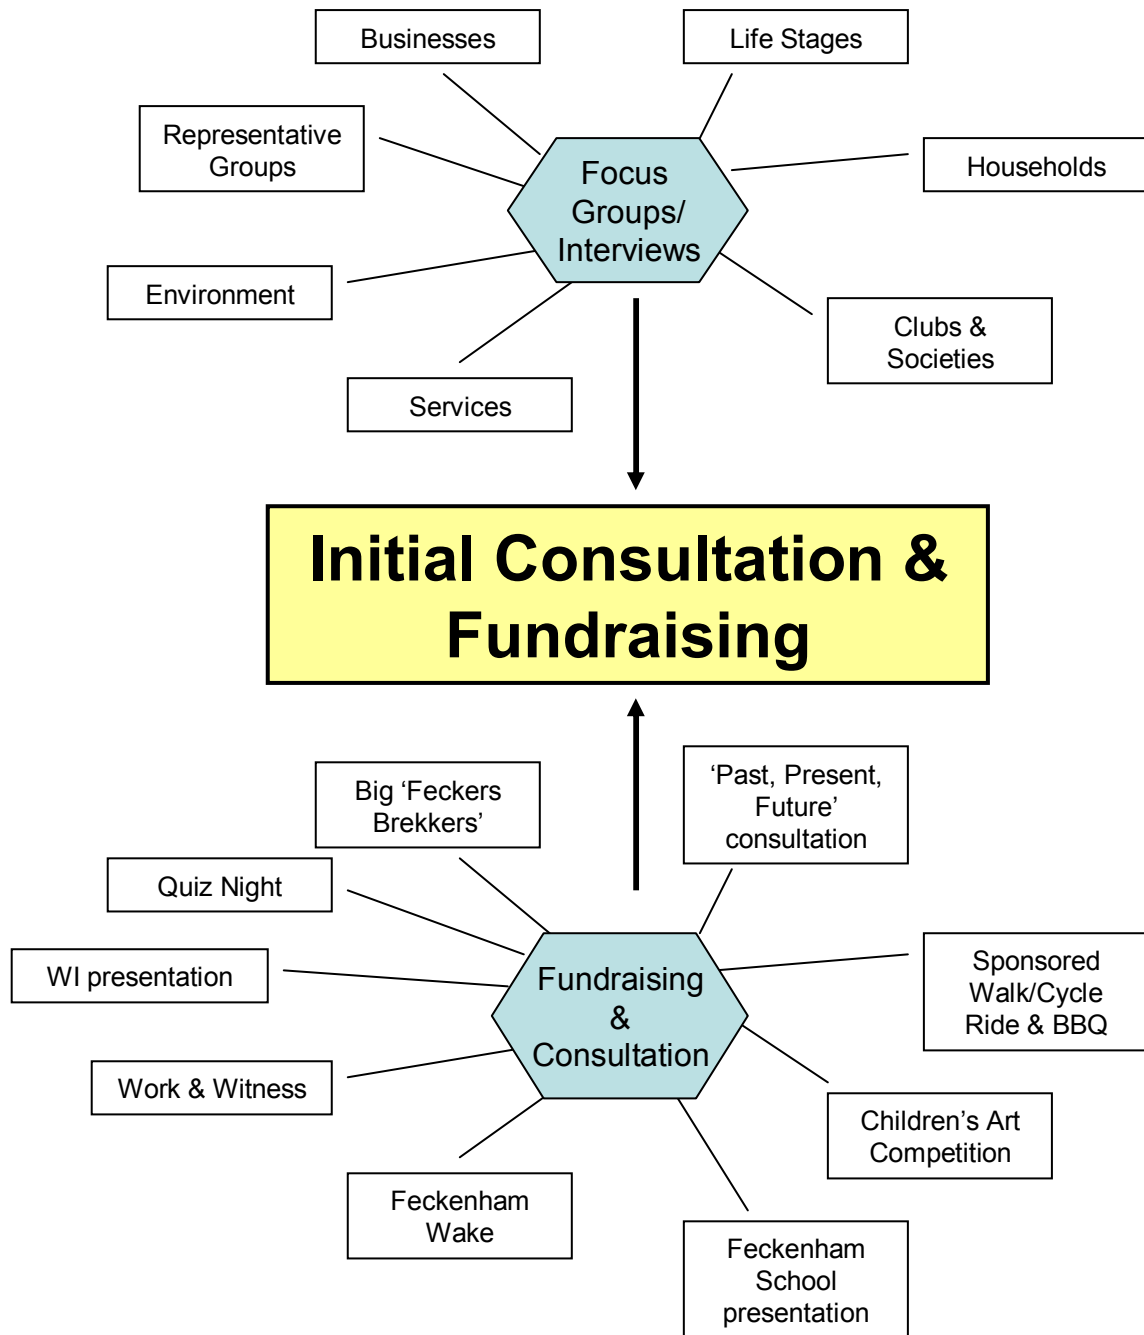 Businesses
Life Stages
Representative
Groups
Focus
Groups/
Interviews
Households
Environment
Clubs &
Societies
Services
Initial Consultation &
Fundraising
Big ‘Feckers
Brekkers’
‘Past, Present,
Future’
consultation
Quiz Night
WI presentation
Fundraising
&
Consultation
Sponsored
Walk/Cycle
Ride & BBQ
Work & Witness
Children’s Art
Competition
Feckenham
Wake
Feckenham
School
presentation